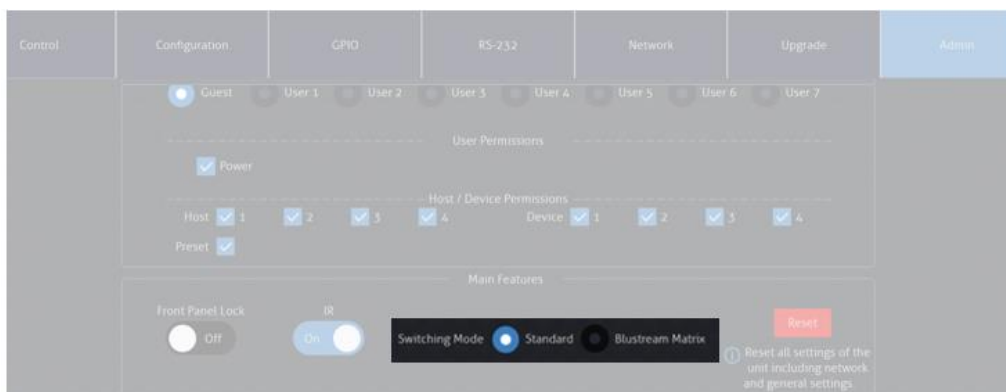 Control Configuration GPIO RS-232 Network Upgrade Admin
Guest User 1 User 2 User 3 User 4 User 5 User 6 User 7
User Permissions
Power
Host / Device Permissions
Host 1 2 3 4 Device 1 2 3 4
Preset
Main Features
Front Panel Lock IR
Off On Switching Mode Standard Blustream Matrix Reset
Reset all settings of the
unit including network
and general settings.